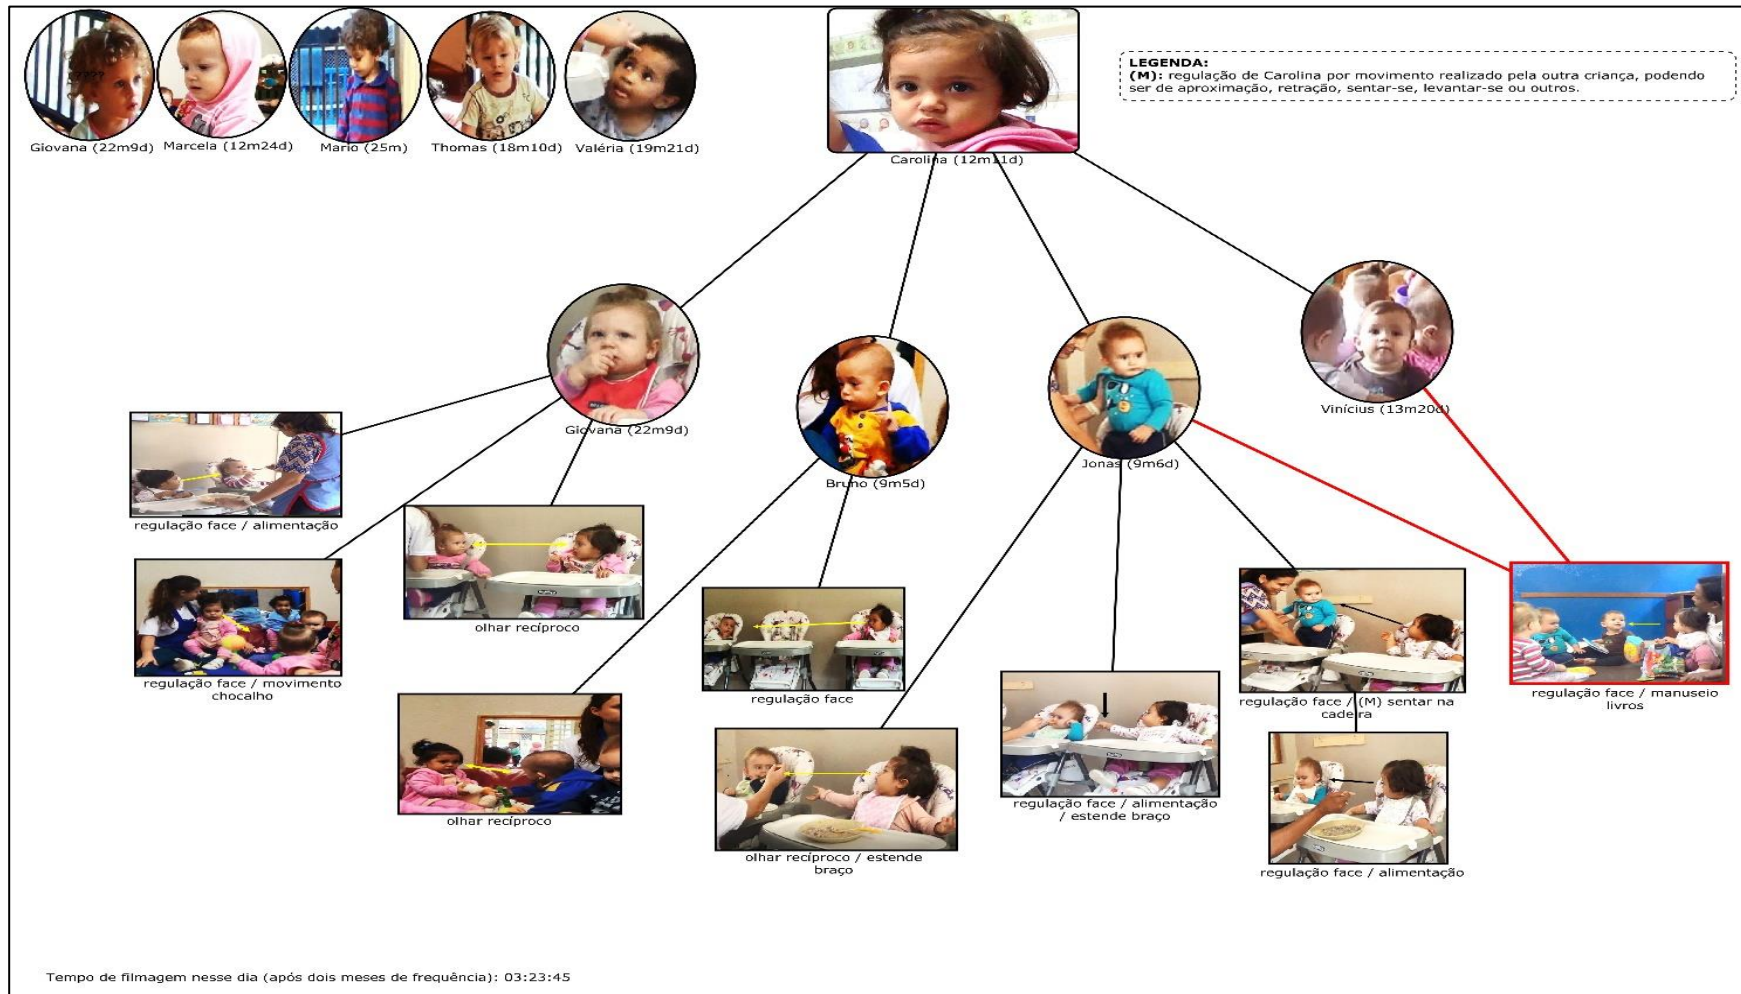 Giovana (22m9d)
Marcela (12m24d)
Mario (25m)
Thomas (18m10d)
Valéria (19m21d)
Carolina (12m11d)
LEGENDA:
(M): regulação de Carolina por movimento realizado pela outra criança, podendo
ser de aproximação, retração, sentar-se, levantar-se ou outros.
Giovana (22m9d)
Bruno (9m5d)
Jonas (9m6d)
Vinícius (13m20d)
regulação face / alimentação
regulação face / movimento
chocalho
olhar recíproco
olhar recíproco
regulação face
olhar recíproco / estende
braço
regulação face / alimentação
/ estende braço
regulação face / (M) sentar na
cadeira
regulação face / alimentação
regulação face / manuseio
livros
Tempo de filmagem nesse dia (após dois meses de frequência): 03:23:45